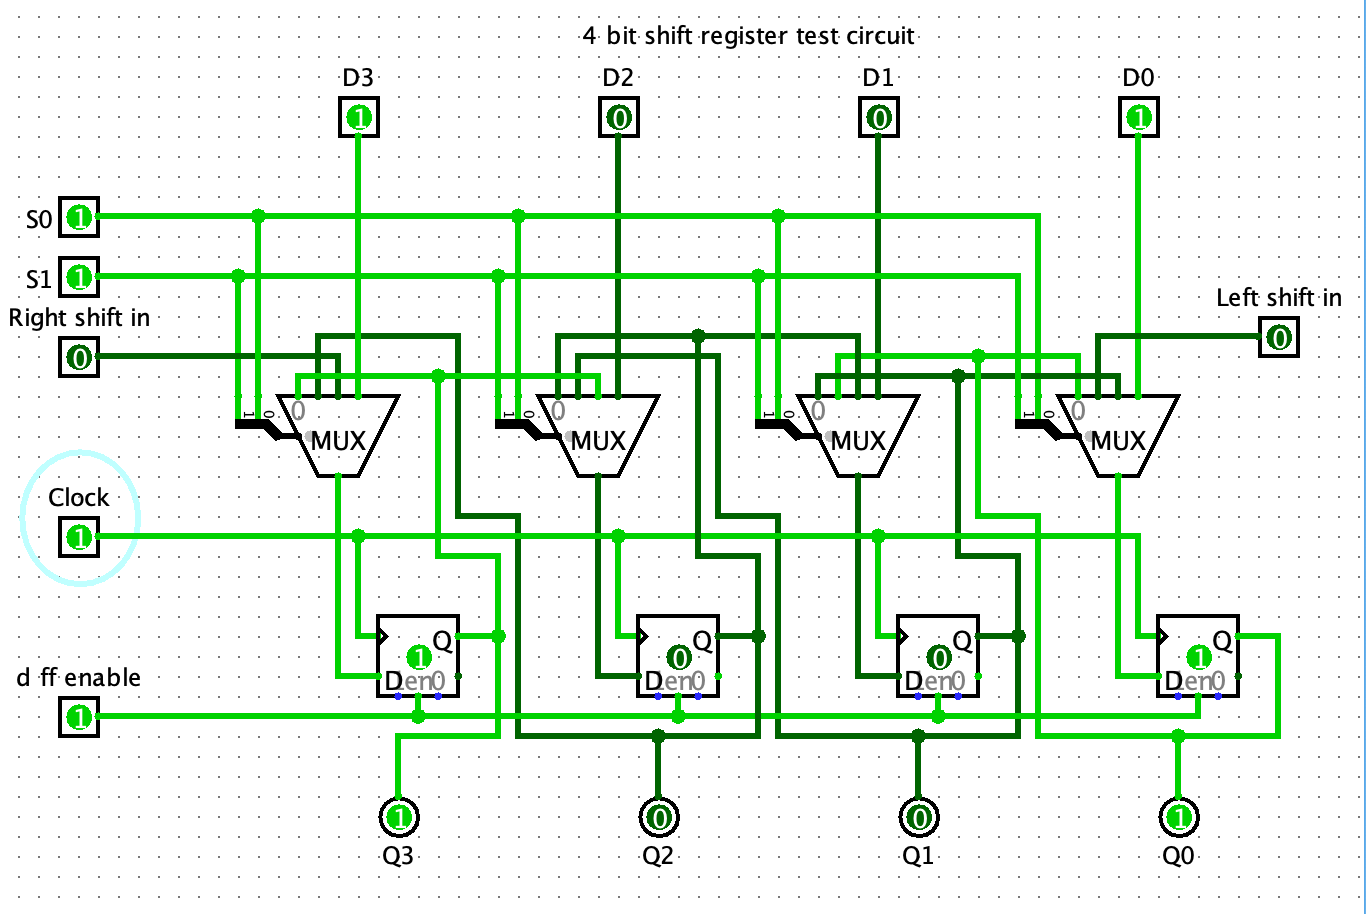 4 bit shift register test circuit
D3 D2 D1 D0
1 0 0 1
S0 1
S1 1
Left shift in
Right shift in
0
0
1 0 1 0 1 0 1 0
0 0 0 0
MUX MUX MUX MUX
Clock
1
Q Q Q Q
1 0 0 1
D en 0 D en 0 D en 0 D en 0
d ff enable
1
1 0 0 1
Q3 Q2 Q1 Q0